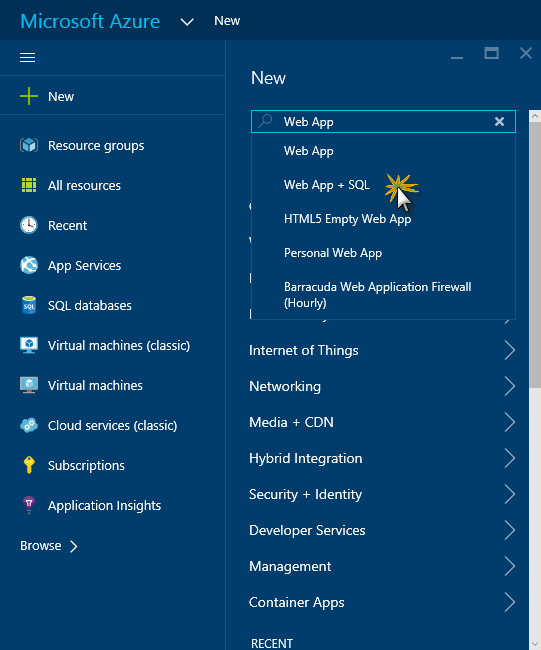 Microsoft Azure
New
New
Resource groups
All resources
Recent
App Services
SQL databases
SQL
Virtual machines (classic)
Virtual machines
Cloud services (classic)
Subscriptions
Application Insights
Browse
New
Web App
Web App
Web App + SQL
HTML5 Empty Web App
Personal Web App
Barracuda Web Application Firewall
(Hourly)
Internet of Things
Networking
Media + CDN
Hybrid Integration
Security + Identity
Developer Services
Management
Container Apps
RECENT